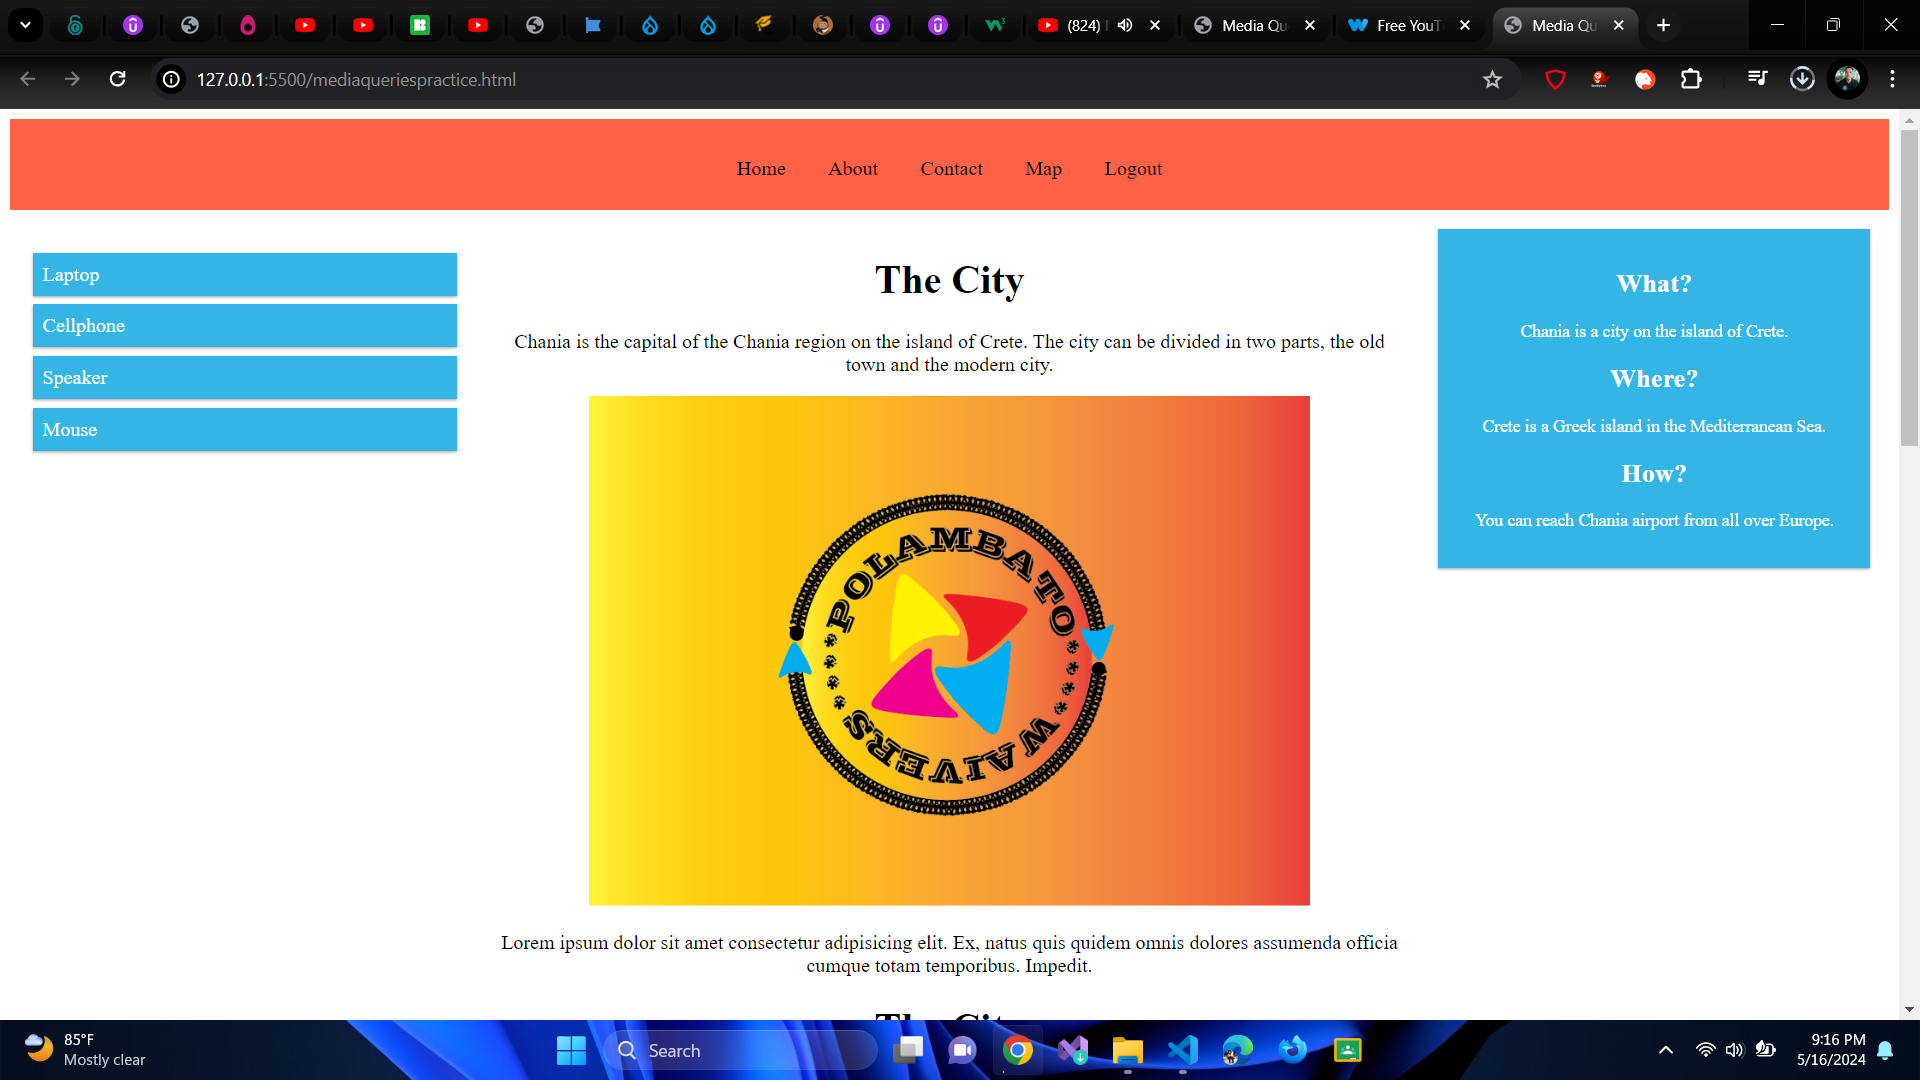 (824)
Media Qu
Free YouT
Media Qu
127.0.0.1:5500/mediaqueriespractice.html
Home About Contact Map Logout
Laptop
Cellphone
Speaker
Mouse
The City
Chania is the capital of the Chania region on the island of Crete. The city can be divided in two parts, the old
town and the modern city.
POLAMBATO
WAIVERS
Lorem ipsum dolor sit amet consectetur adipisicing elit. Ex, natus quis quidem omnis dolores assumenda officia
cumque totam temporibus. Impedit.
The City
What?
Chania is a city on the island of Crete.
Where?
Crete is a Greek island in the Mediterranean Sea.
How?
You can reach Chania airport from all over Europe.
85°F
Mostly clear
Search
9:16 PM
5/16/2024